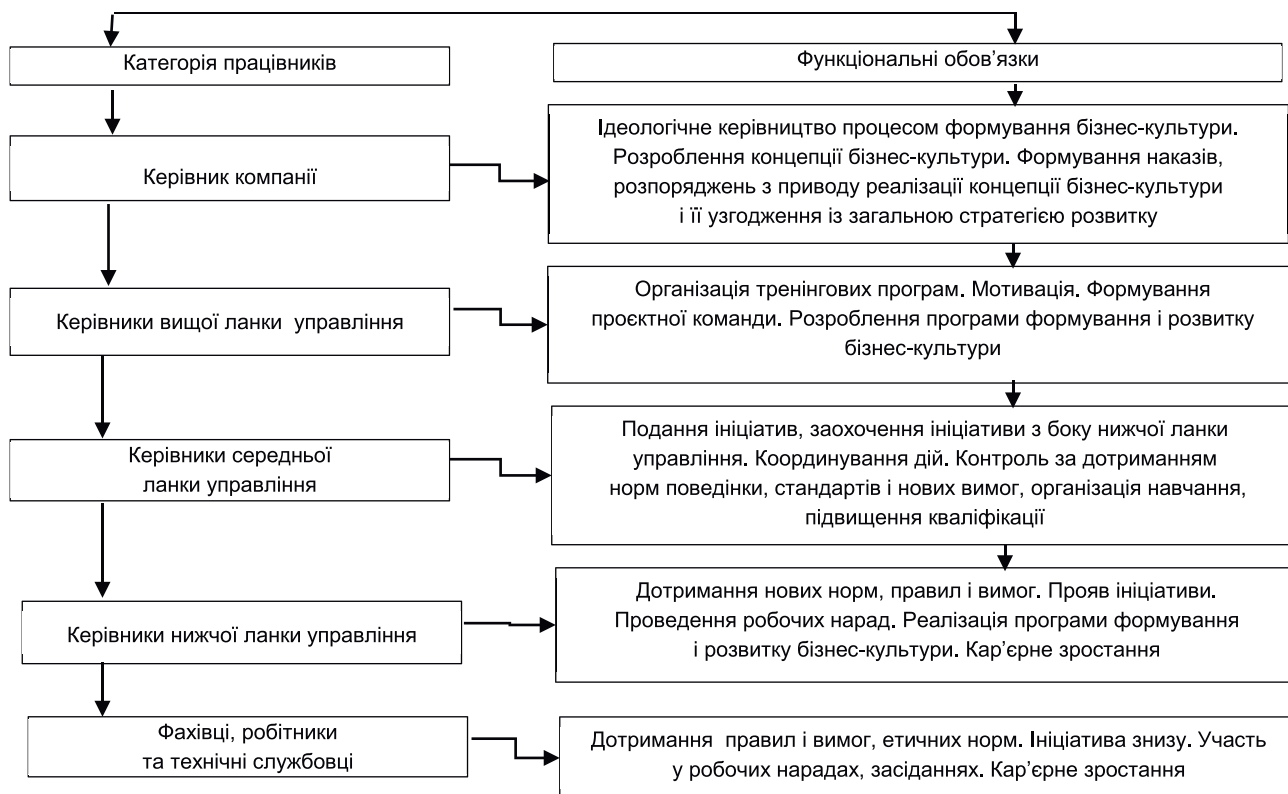 Категорія працівників
Функціональні обов’язки
Керівник компанії
Ідеологічне керівництво процесом формування бізнес-культури.
Розроблення концепції бізнес-культури. Формування наказів,
розпоряджень з приводу реалізації концепції бізнес-культури
і її узгодження із загальною стратегією розвитку
Керівники вищої ланки управління
Організація тренінгових програм. Мотивація. Формування
проєктної команди. Розроблення програми формування і розвитку
бізнес-культури
Керівники середньої
ланки управління
Подання ініціатив, заохочення ініціативи з боку нижчої ланки
управління. Координування дій. Контроль за дотриманням
норм поведінки, стандартів і нових вимог, організація навчання,
підвищення кваліфікації
Керівники нижчої ланки управління
Дотримання нових норм, правил і вимог. Прояв ініціативи.
Проведення робочих нарад. Реалізація програми формування
і розвитку бізнес-культури. Кар’єрне зростання
Фахівці, робітники
та технічні службовці
Дотримання правил і вимог, етичних норм. Ініціатива знизу. Участь
у робочих нарадах, засіданнях. Кар’єрне зростання